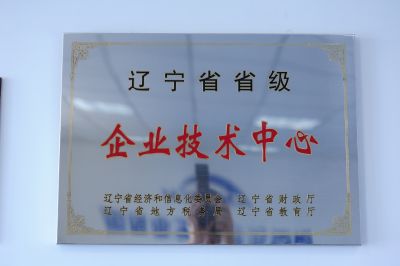 辽宁省省级
企业技术中心
辽宁省经济和信息化委员会 辽宁省财政厅
辽宁省地方税务局 辽宁省教育厅